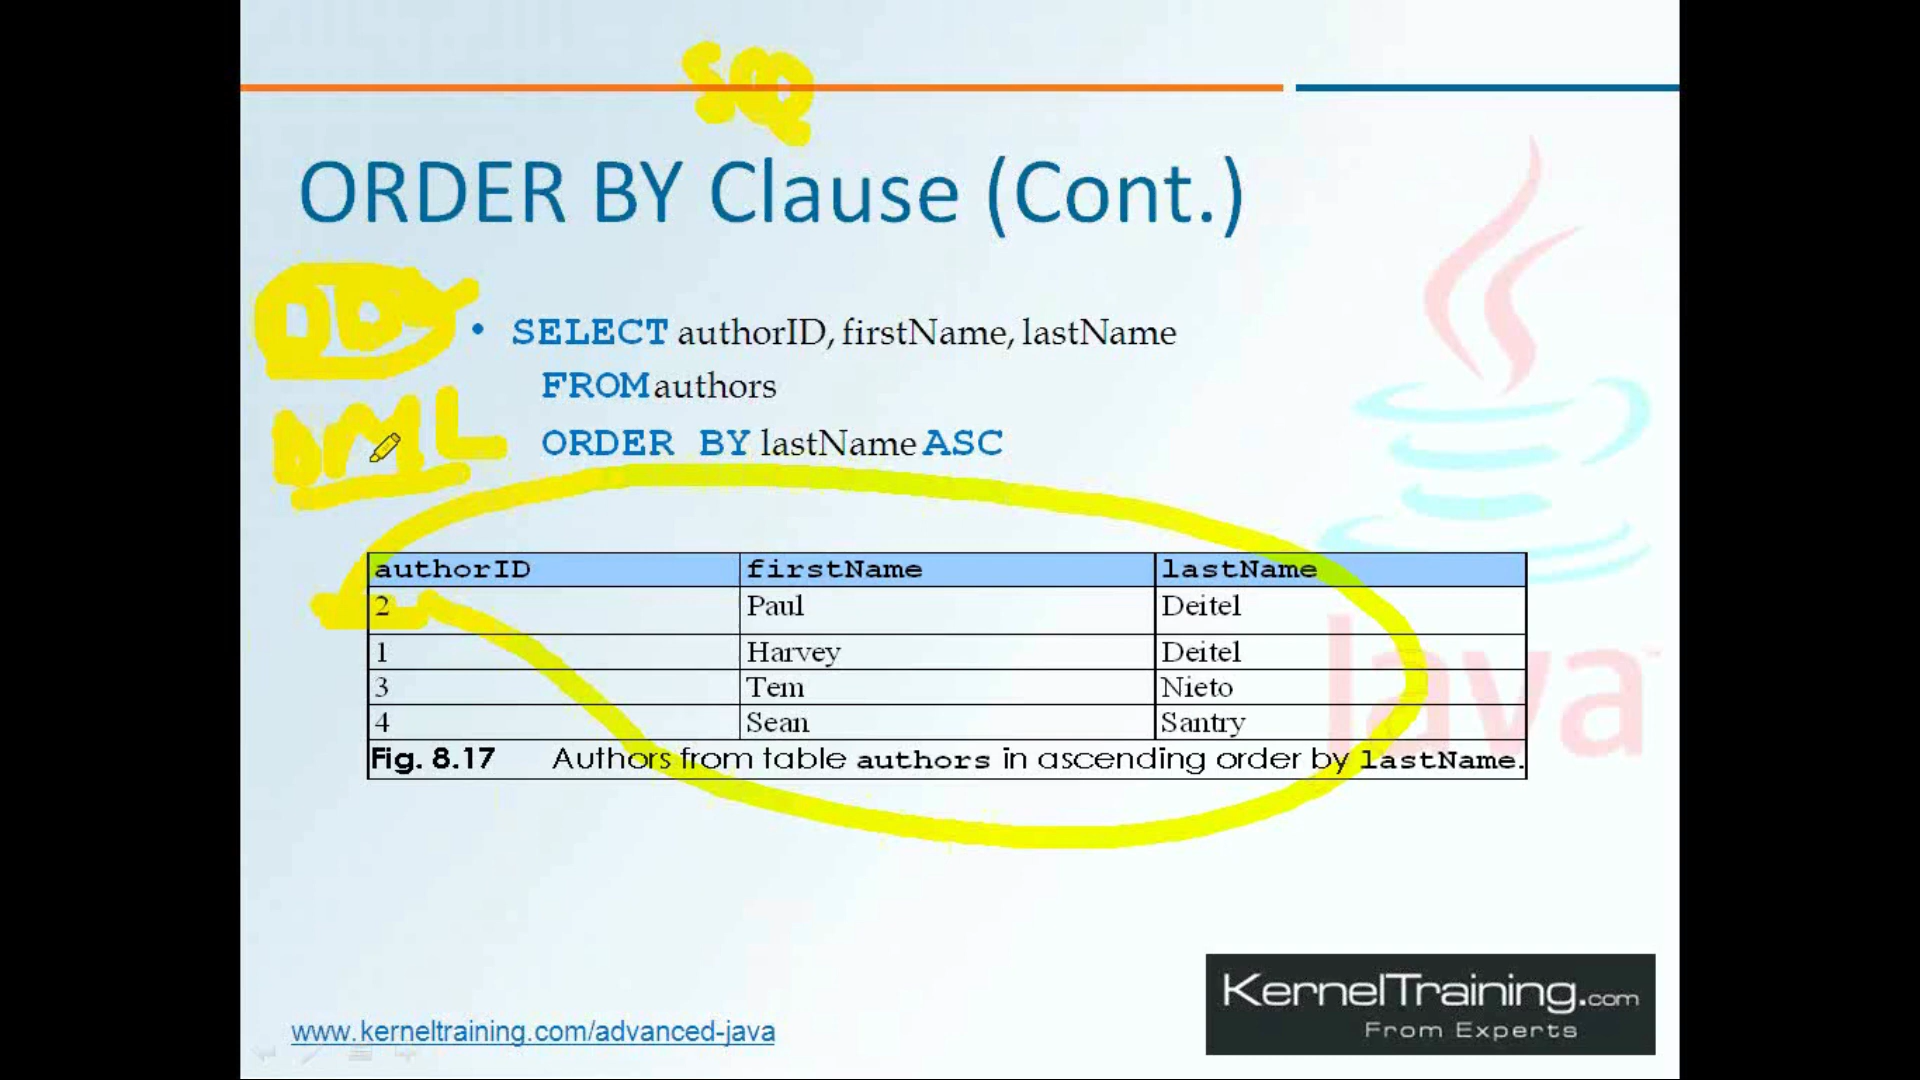 SQ
ORDER BY Clause (Cont.)
• SELECT authorID, firstName, lastName
FROM authors
DML
ORDER BY lastName ASC
authorID firstName lastName
2 Paul Deitel
1 Harvey Deitel
3 Tem Nieto
4 Sean Santry
Fig. 8.17 Authors from table authors in ascending order by lastName.
Java
KernelTraining.com
From Experts
www.kerneltraining.com/advanced-java